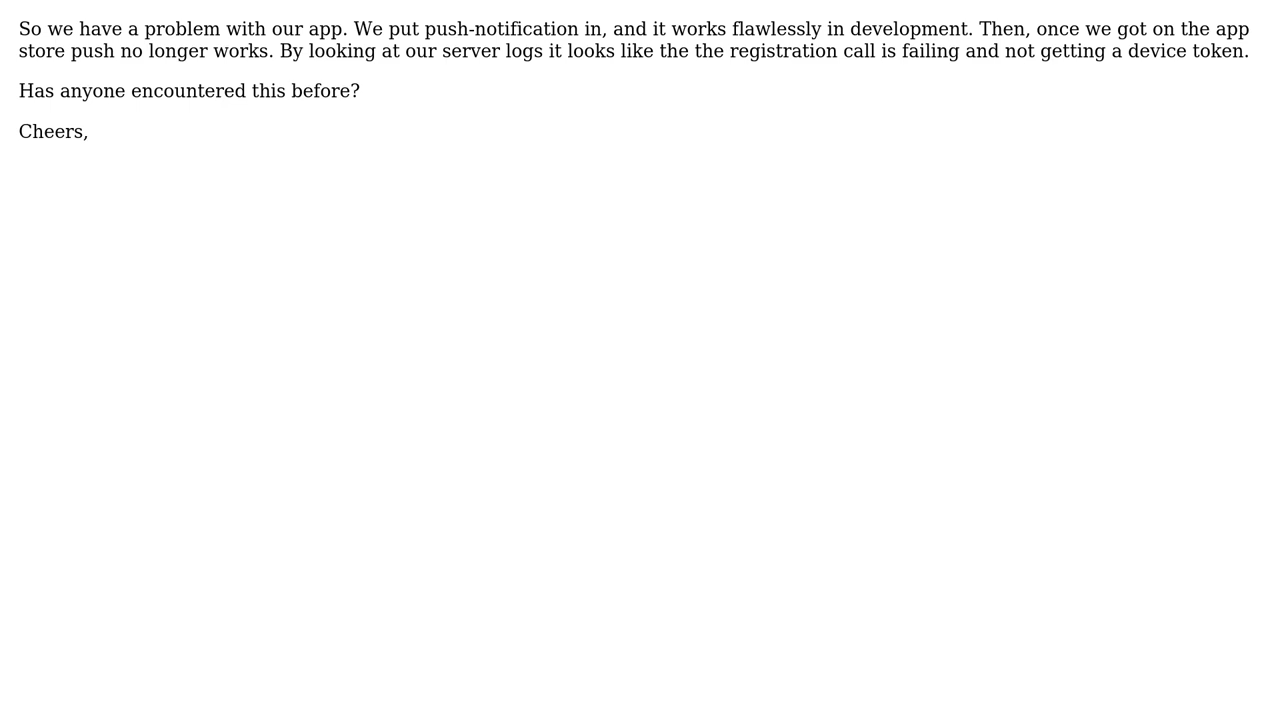 So we have a problem with our app. We put push-notification in, and it works flawlessly in development. Then, once we got on the app
store push no longer works. By looking at our server logs it looks like the the registration call is failing and not getting a device token.
Has anyone encountered this before?
Cheers,